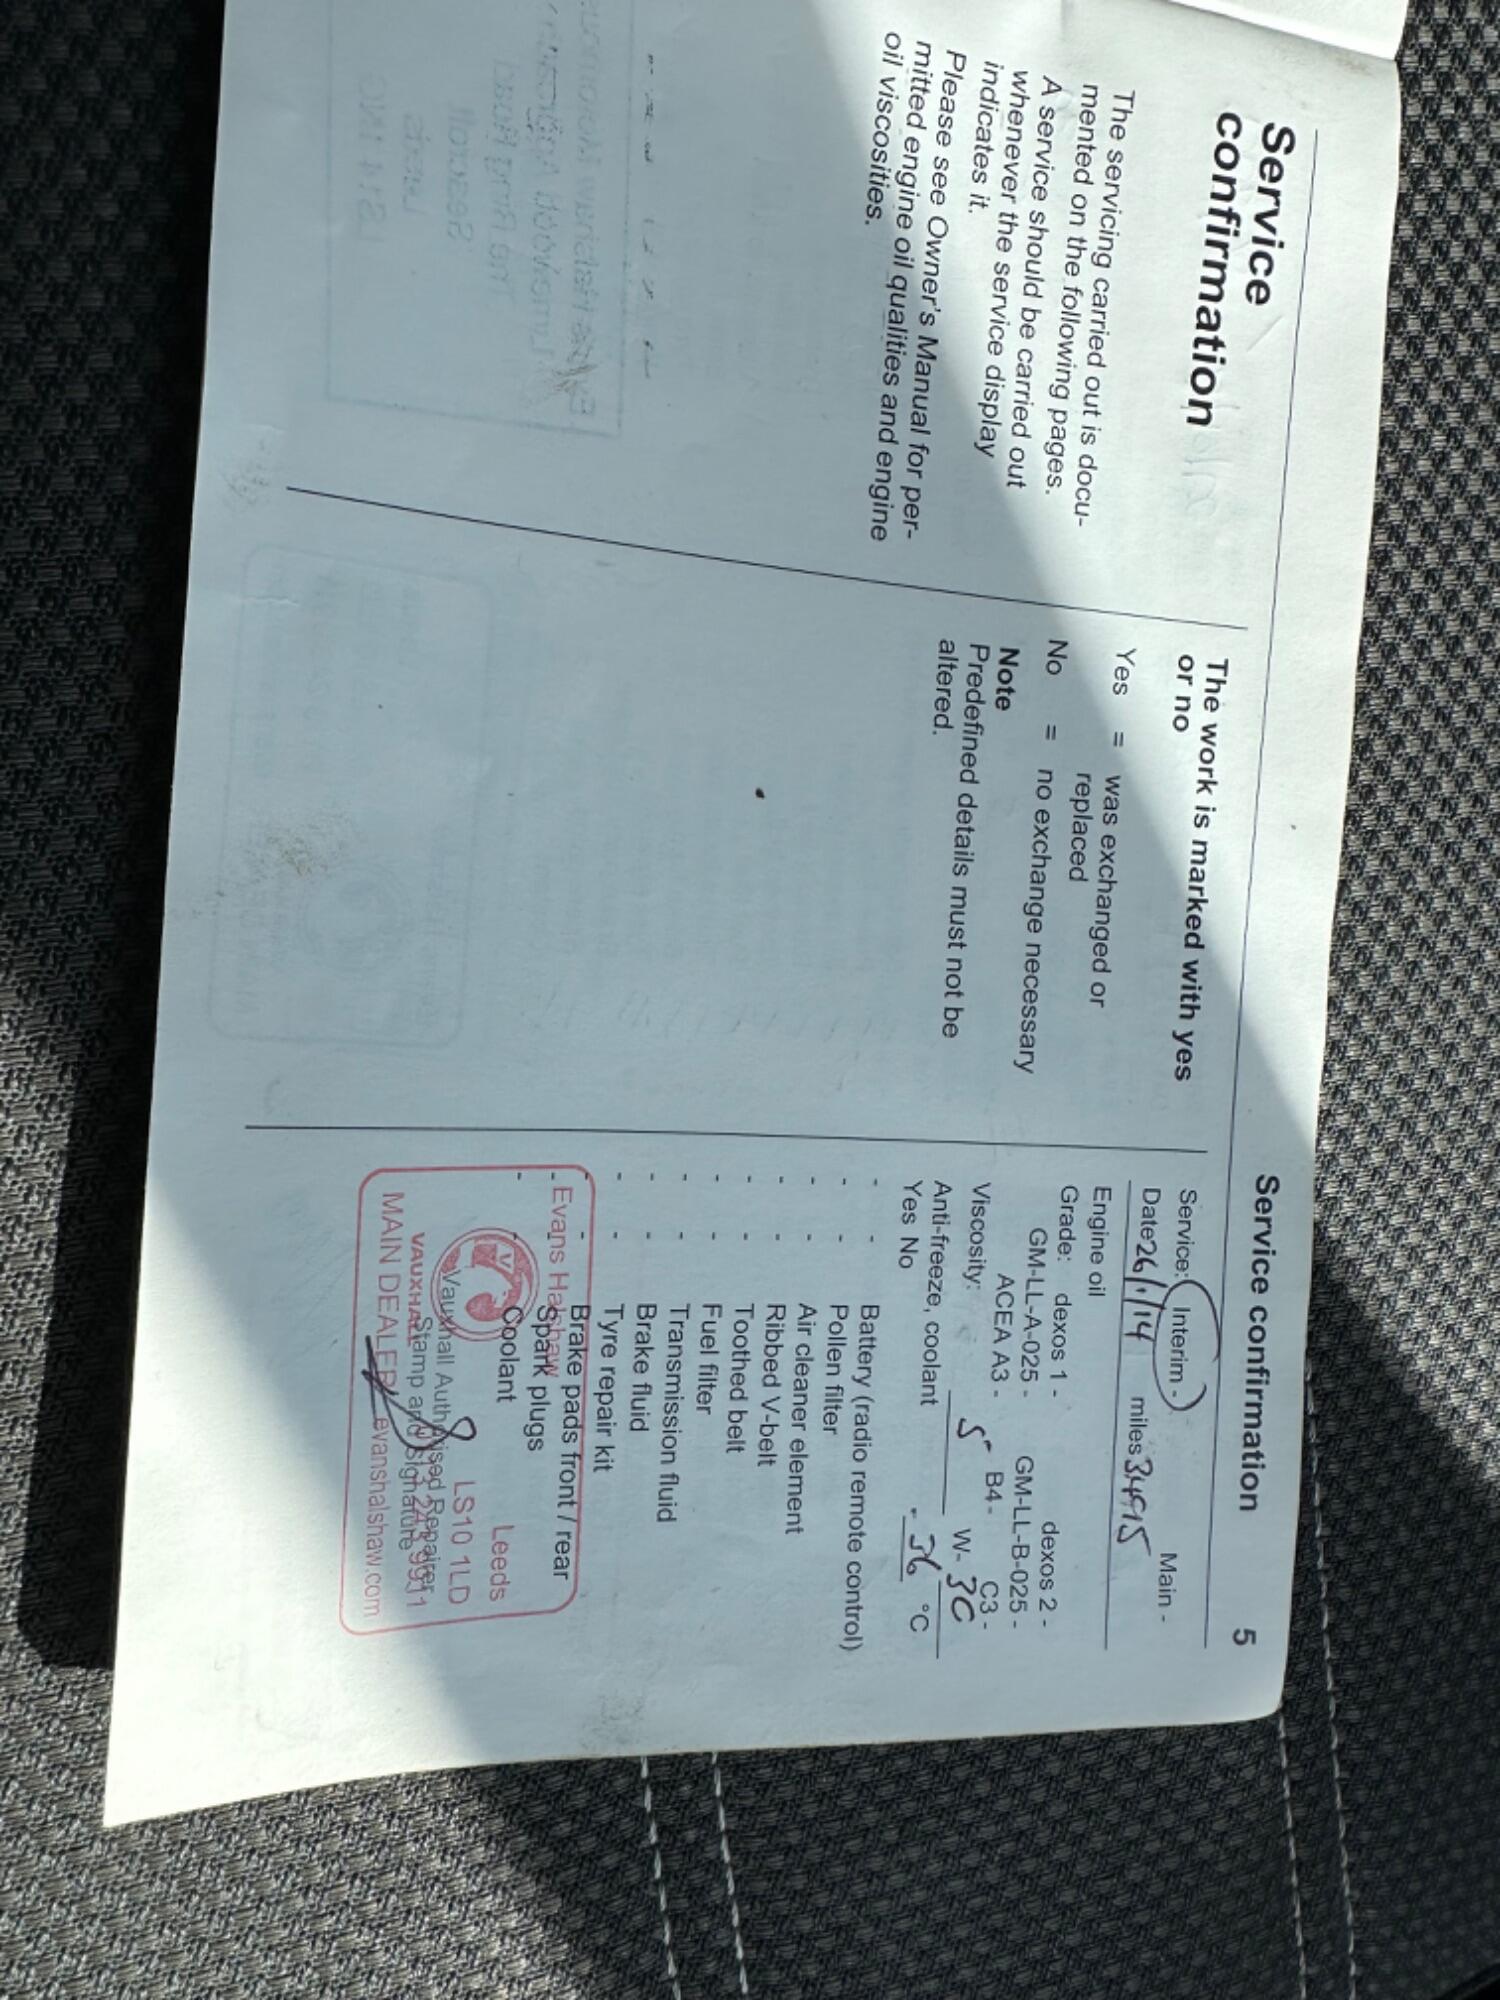 Service
confirmation
The servicing carried out is docu-
mented on the following pages.
A service should be carried out
whenever the service display
indicates it.
Please see Owner's Manual for per-
mitted engine oil qualities and engine
oil viscosities.
The work is marked with yes
or no
Yes = was exchanged or
replaced
No = no exchange necessary
Note
Predefined details must not be
altered.
Service confirmation 5
Service: Interim - Main -
Date 26/1/14 miles
Engine oil
Grade: dexos 1 - dexos 2 -
GM-LL-A-025 - GM-LL-B-025 -
ACEA A3 - B4 - C3 -
Viscosity: 5 W- 30
Anti-freeze, coolant - 36 °C
Yes No
- - Battery (radio remote control)
- - Pollen filter
- - Air cleaner element
- - Ribbed V-belt
- - Toothed belt
- - Fuel filter
- - Transmission fluid
- - Brake fluid
- - Tyre repair kit
- - Brake pads front / rear
- - Spark plugs
- - Coolant
Evans Halshaw
Leeds
LS10 1LD
Vauxhall Authorised Repairer
Stamp and signature
VAUXHALL
MAIN DEALER
evanshalshaw.com